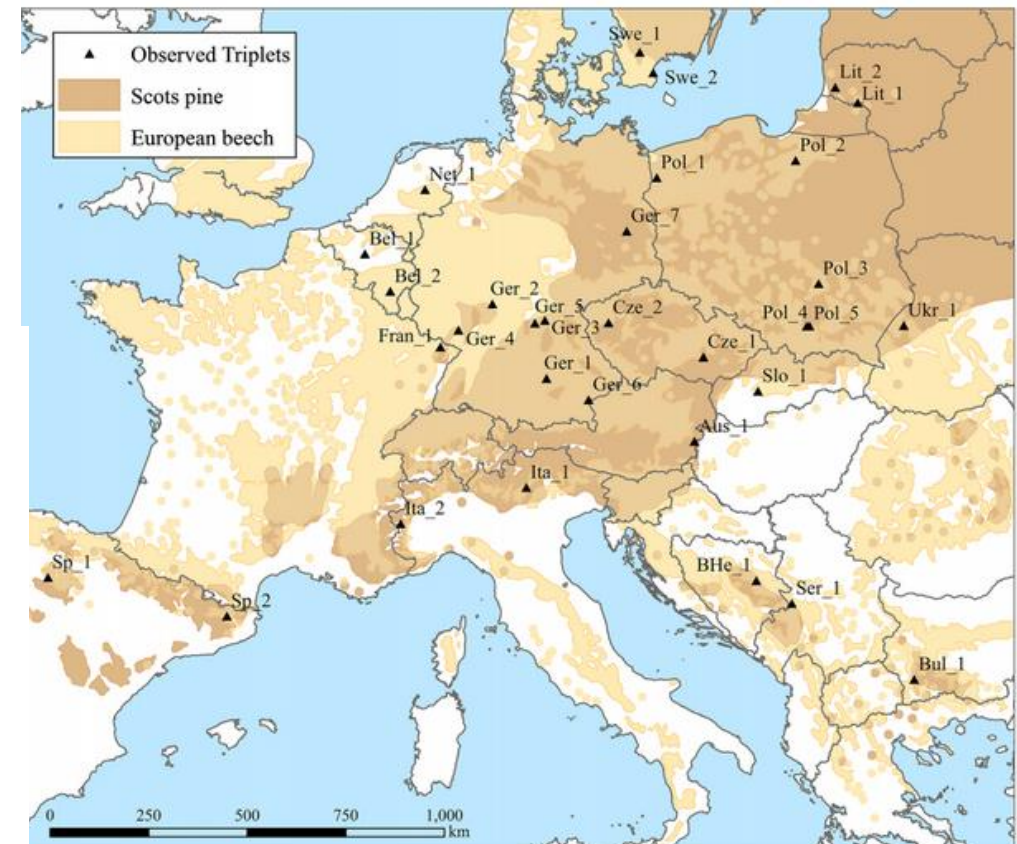 Observed Triplets
Scots pine
European beech
Swe_1
Swe_2
Lit_2
Lit_1
Pol_2
Pol_1
Net_1
Ger_7
Bel_1
Pol_3
Bel_2
Ger_2
Ger_5
Cze_2
Pol_4
Pol_5
Ukr_1
Ger_3
Fran_1
Ger_4
Cze_1
Ger_1
Slo_1
Ger_6
Aus_1
Ita_1
Ita_2
Sp_1
BHe_1
Ser_1
Sp_2
Bul_1
0 250 500 750 1,000
km